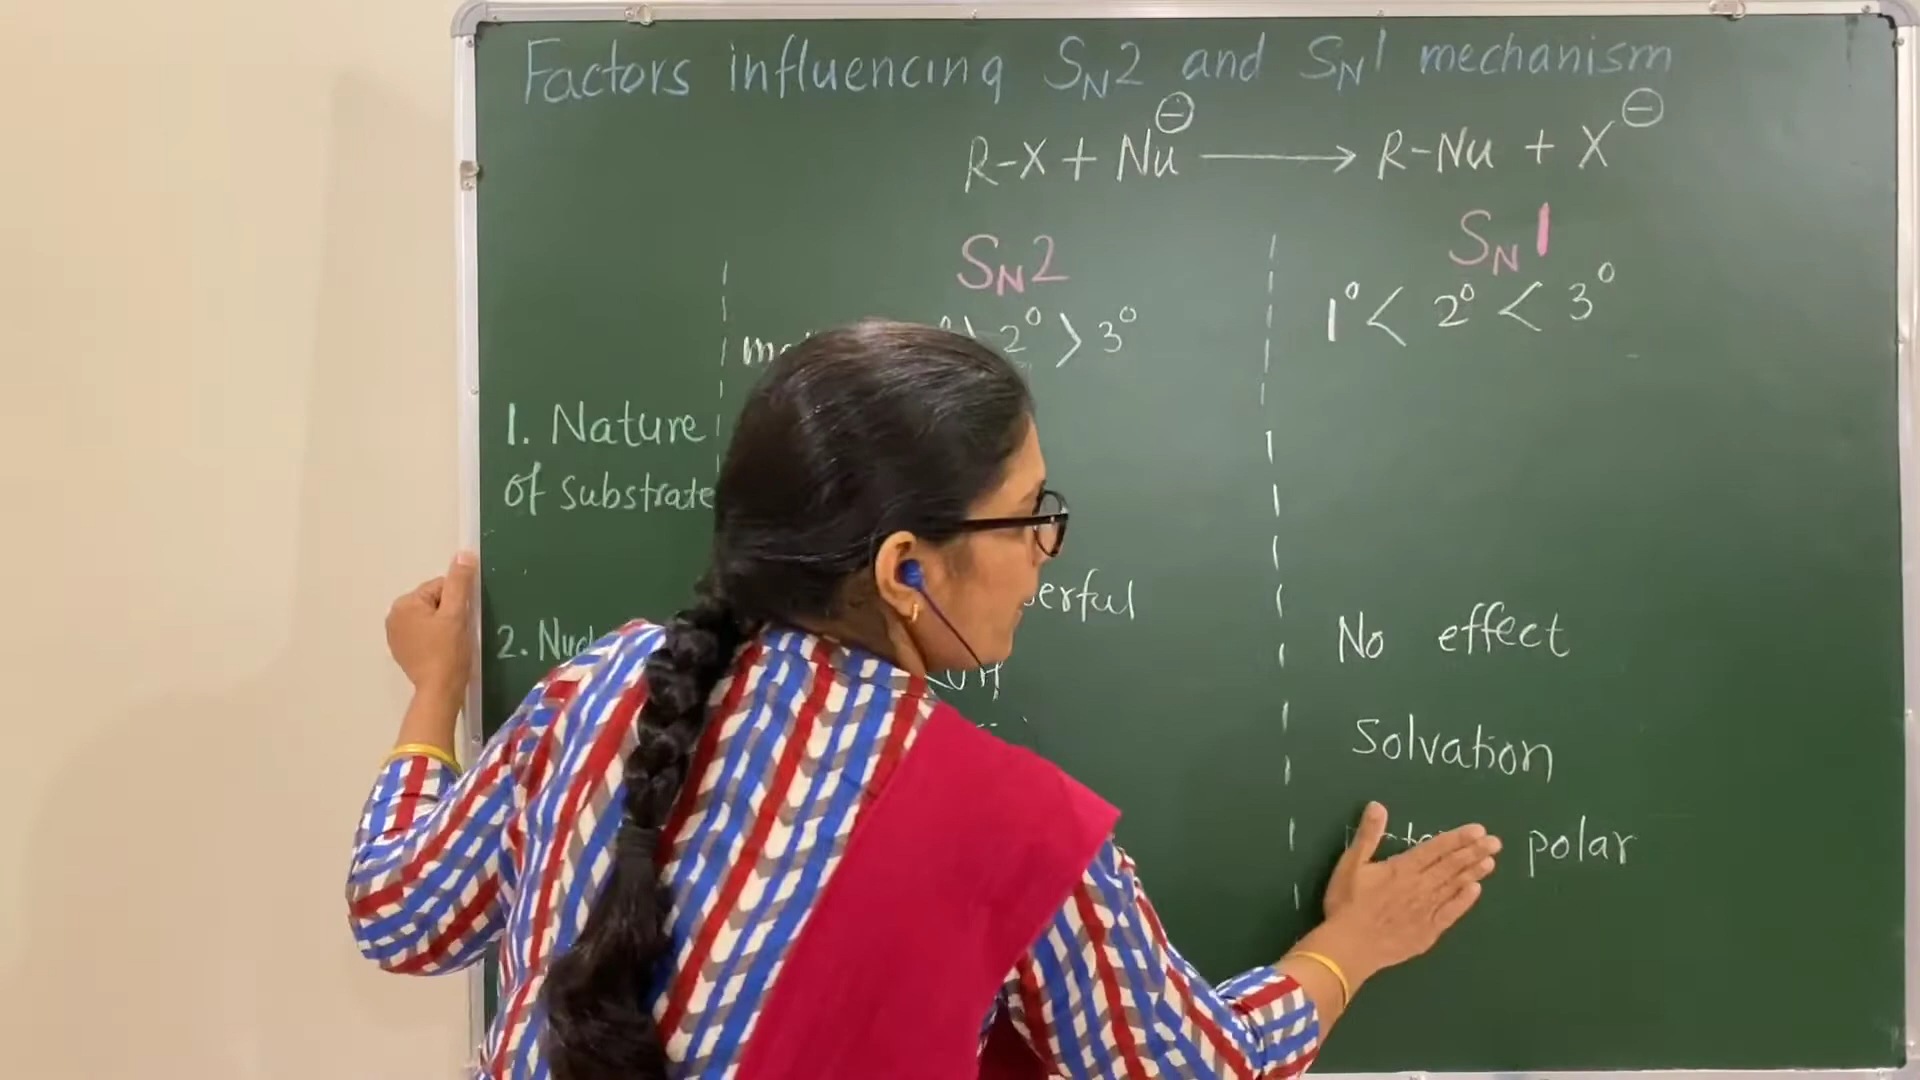 Factors influencing SN2 and SN1 mechanism
R-X + Nu⊖ ⟶ R-Nu + X⊖
SN2
SN1
2° > 3°
1° < 2° < 3°
1. Nature
of substrate
2.
No effect
Solvation
polar